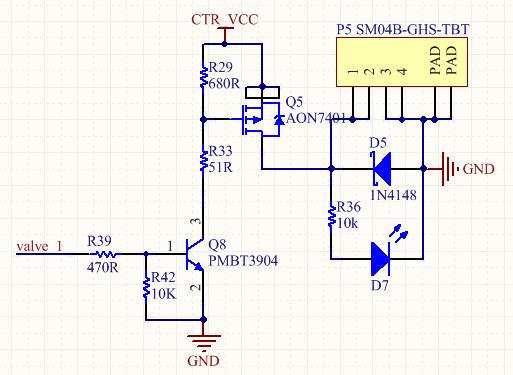 CTR_VCC
P5 SM04B-GHS-TBT
1
2
3
4
PAD
PAD
R29
680R
Q5
AON7401
D5
1N4148
GND
R33
51R
R36
10k
D7
3
valve_1
R39
470R
1
Q8
PMBT3904
R42
10K
2
GND